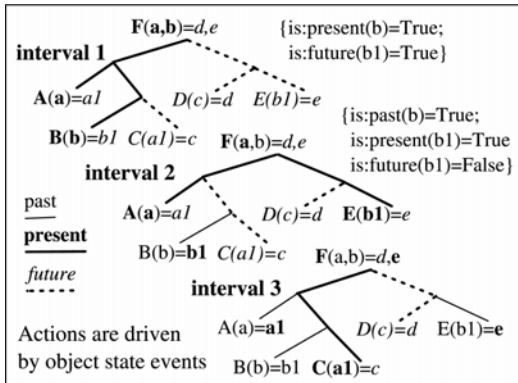 F(a,b)=d,e
{is:present(b)=True;
is:future(b1)=True}
interval 1
A(a)=a1
D(c)=d
E(b1)=e
B(b)=b1
C(a1)=c
F(a,b)=d,e
{is:past(b)=True;
is:present(b1)=True
is:future(b1)=False}
interval 2
A(a)=a1
D(c)=d
E(b1)=e
past
present
future
B(b)=b1
C(a1)=c
F(a,b)=d,e
interval 3
A(a)=a1
D(c)=d
E(b1)=e
B(b)=b1
C(a1)=c
Actions are driven
by object state events